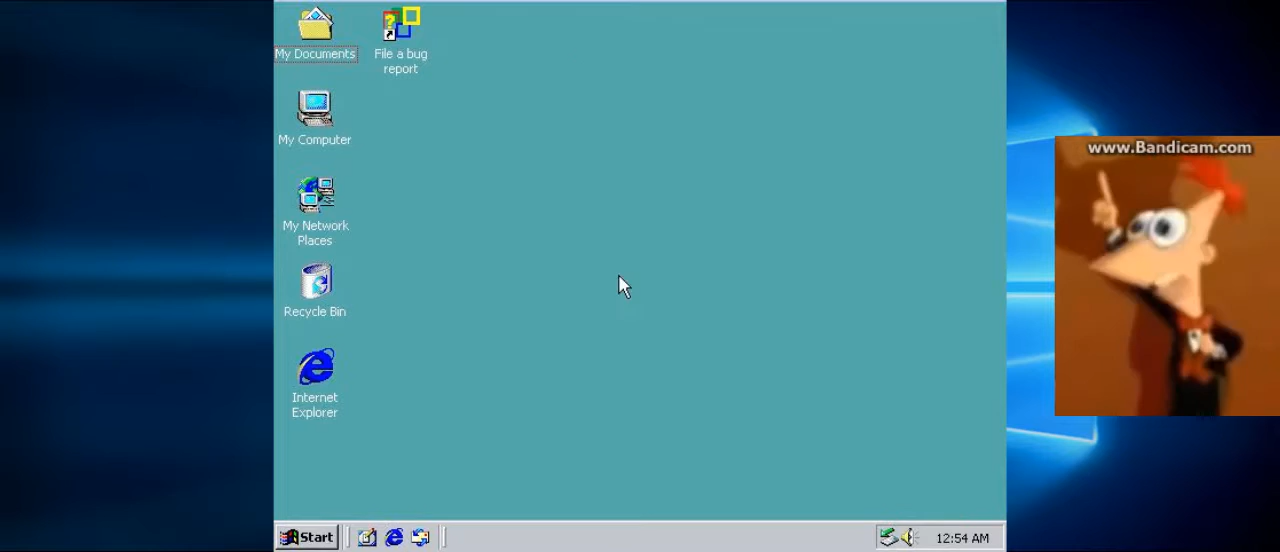 My Documents
File a bug
report
My Computer
My Network
Places
Recycle Bin
Internet
Explorer
www.Bandicam.com
Start
12:54 AM